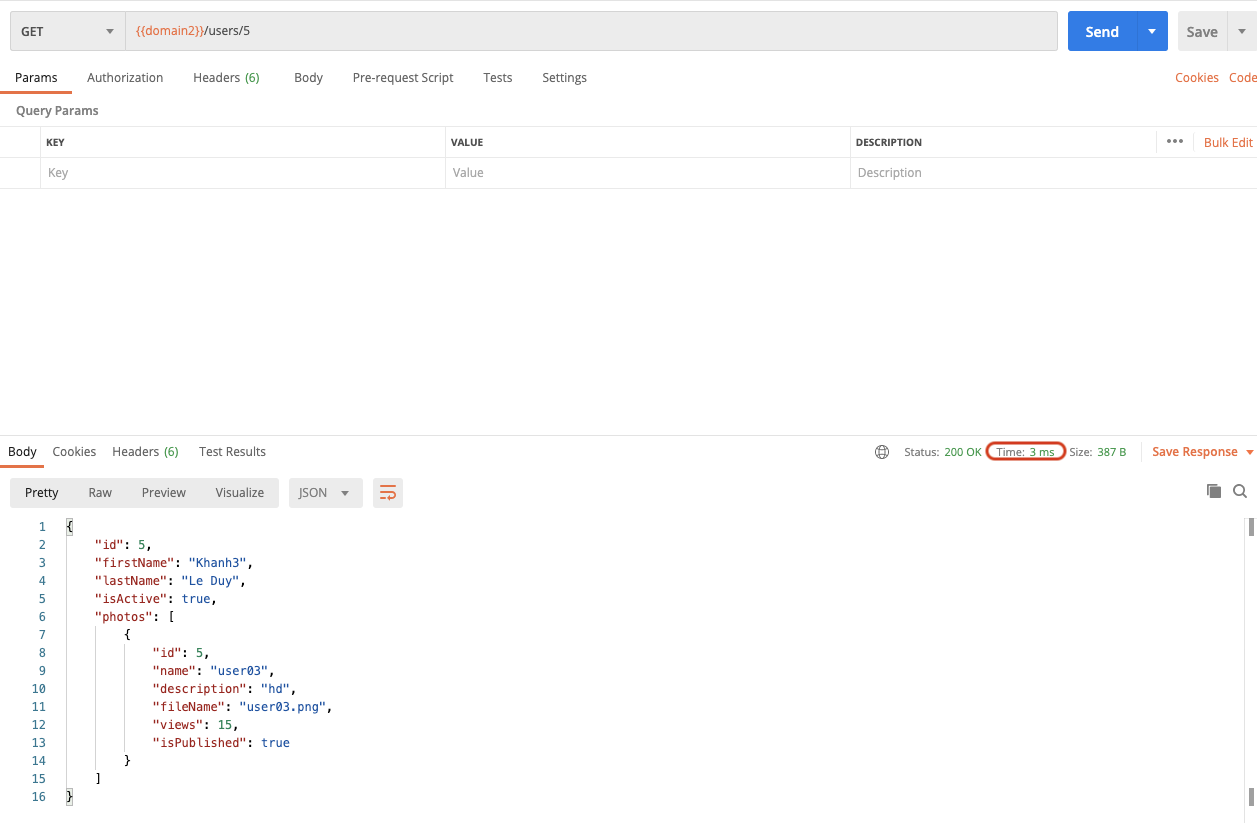 GET {{domain2}}/users/5 Send Save
Params Authorization Headers (6) Body Pre-request Script Tests Settings Cookies Code
Query Params
KEY VALUE DESCRIPTION ••• Bulk Edit
Key Value Description
Body Cookies Headers (6) Test Results Status: 200 OK Time: 3 ms Size: 387 B Save Response
Pretty Raw Preview Visualize JSON
1 {
2 "id": 5,
3 "firstName": "Khanh3",
4 "lastName": "Le Duy",
5 "isActive": true,
6 "photos": [
7 {
8 "id": 5,
9 "name": "user03",
10 "description": "hd",
11 "fileName": "user03.png",
12 "views": 15,
13 "isPublished": true
14 }
15 ]
16 }